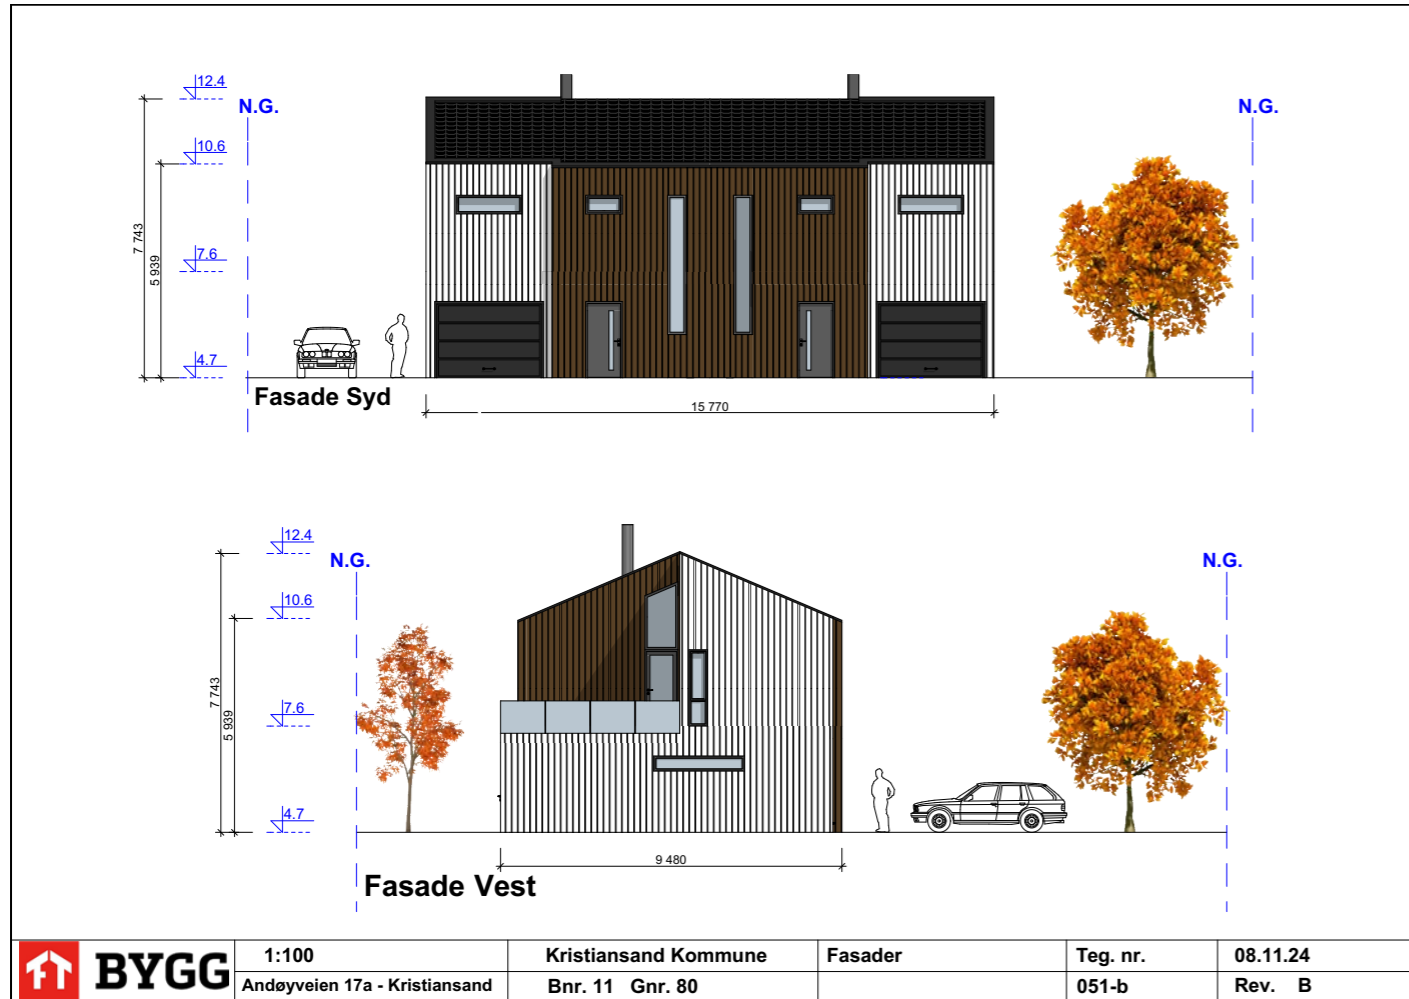 12.4
N.G.
N.G.
10.6
7.6
7 743
5 939
4.7
Fasade Syd
15 770
12.4
N.G.
N.G.
10.6
7.6
7 743
5 939
4.7
9 480
Fasade Vest
FT BYGG
1:100
Kristiansand Kommune
Fasader
Teg. nr.
08.11.24
Andøyveien 17a - Kristiansand
Bnr. 11 Gnr. 80
051-b
Rev. B